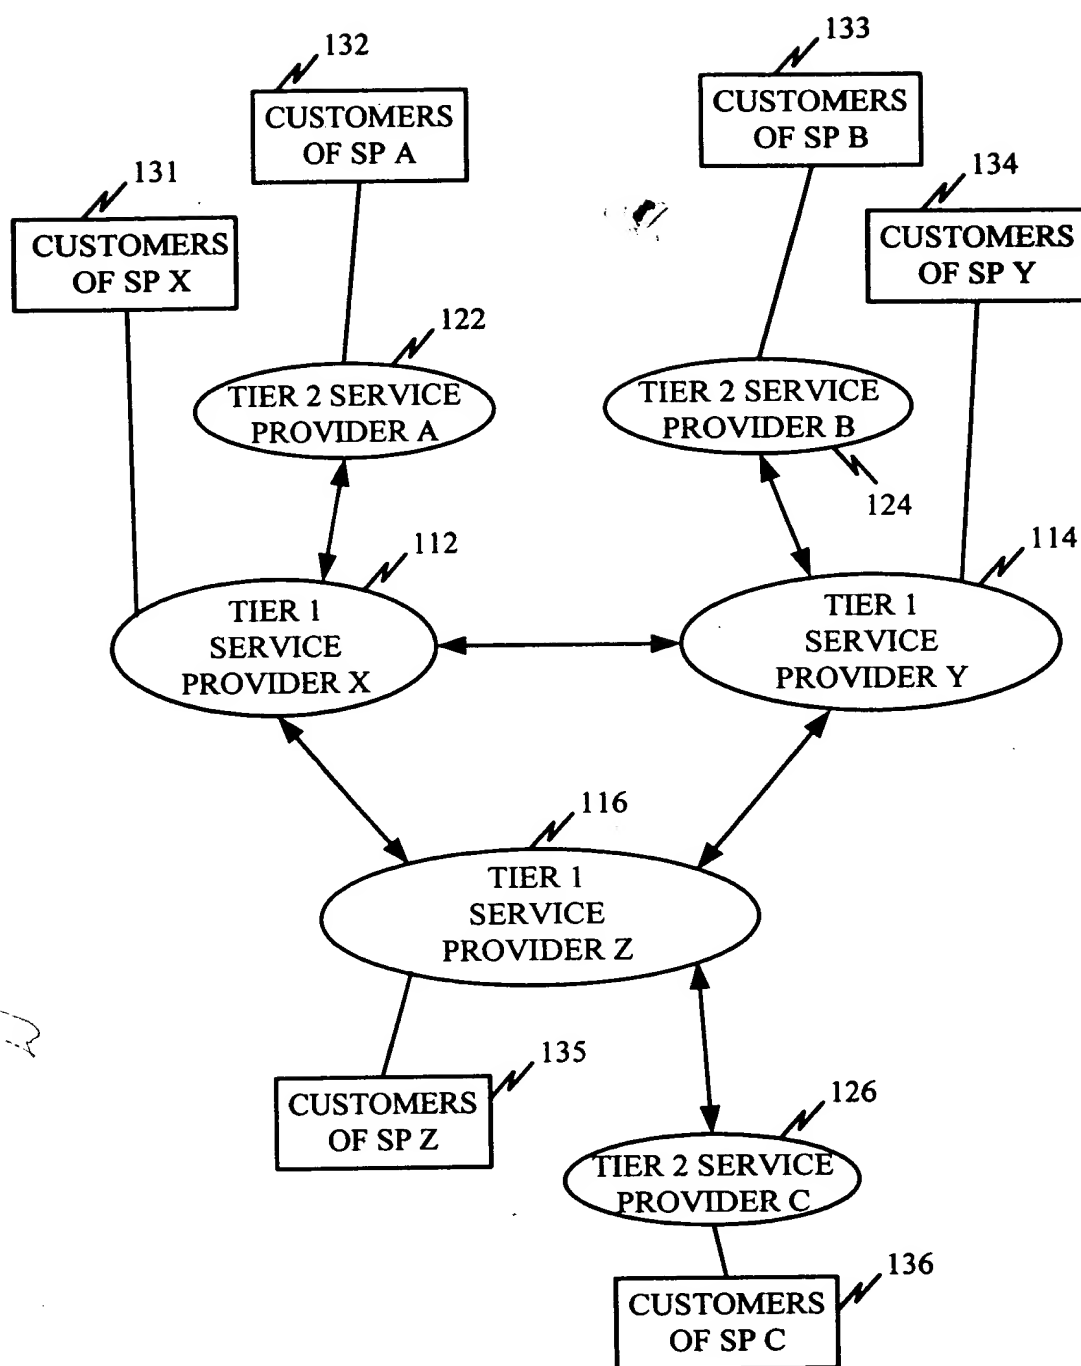 132
133
CUSTOMERS
OF SP A
CUSTOMERS
OF SP B
131
134
CUSTOMERS
OF SP X
CUSTOMERS
OF SP Y
122
TIER 2 SERVICE
PROVIDER A
TIER 2 SERVICE
PROVIDER B
124
112
114
TIER 1
SERVICE
PROVIDER X
TIER 1
SERVICE
PROVIDER Y
116
TIER 1
SERVICE
PROVIDER Z
135
CUSTOMERS
OF SP Z
126
TIER 2 SERVICE
PROVIDER C
136
CUSTOMERS
OF SP C